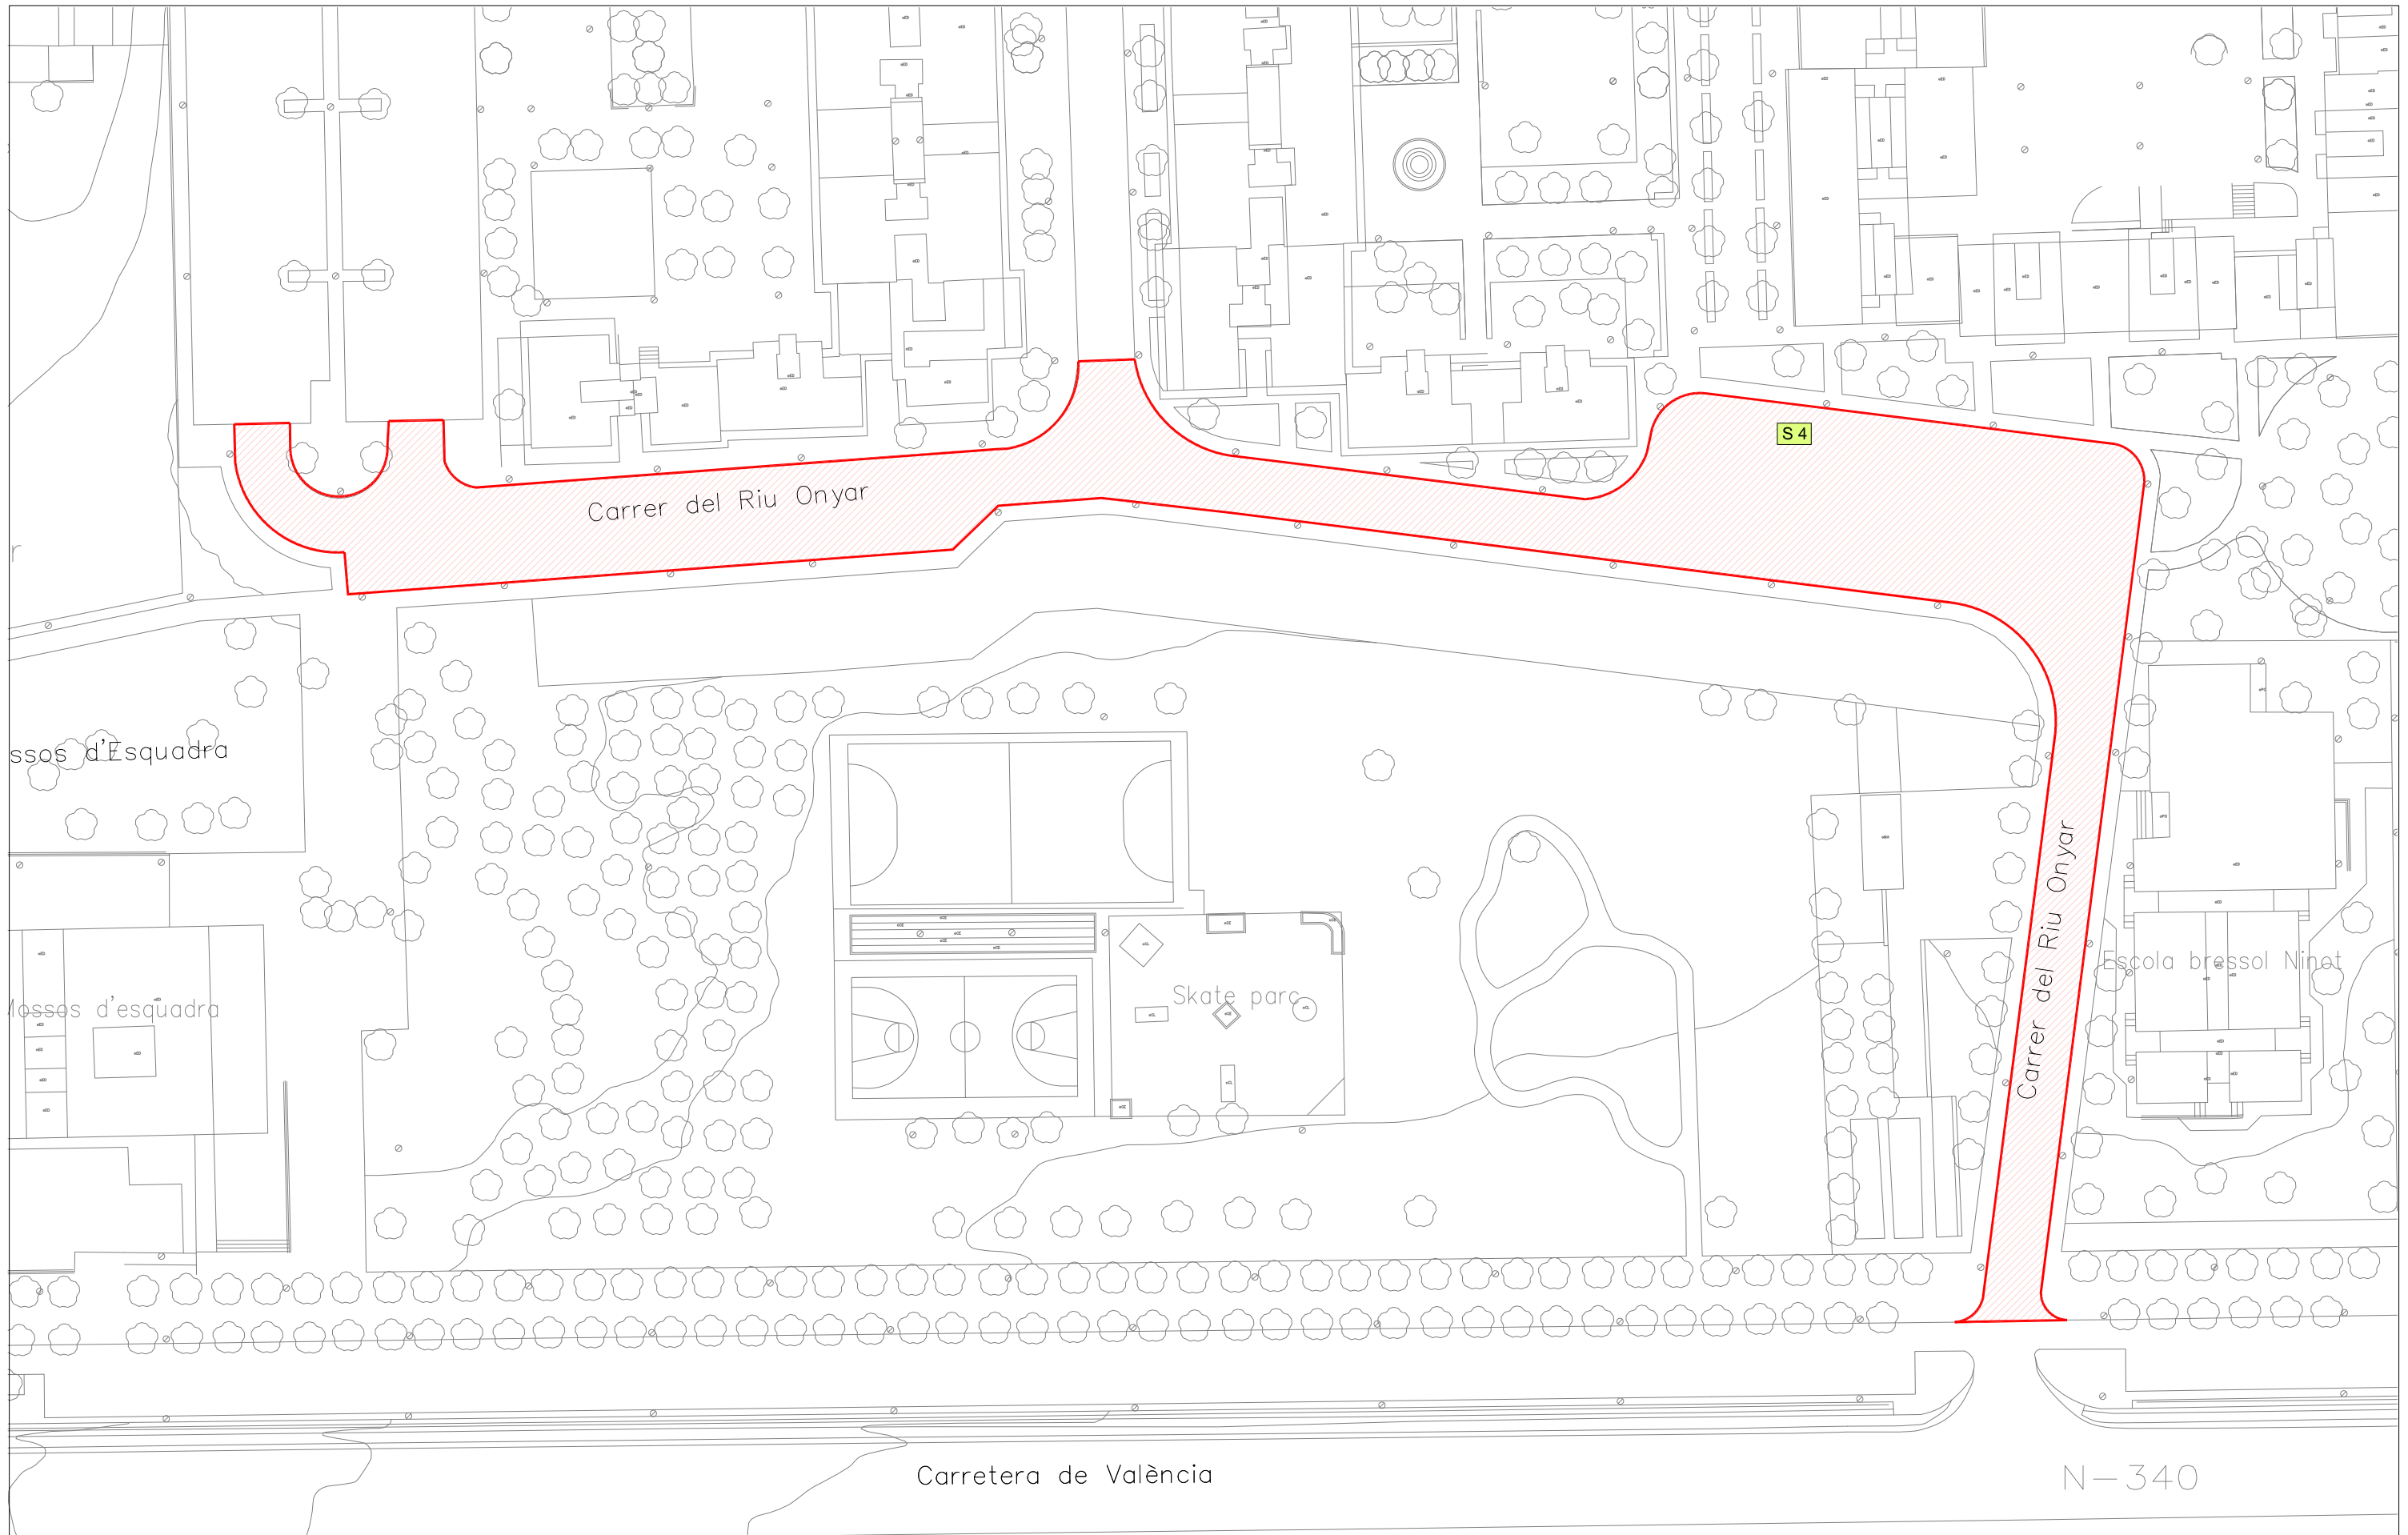 S 4
Carrer del Riu Onyar
r
ssos d'Esquadra
Carrer del Riu Onyar
Escola bressol Ninot
Skate parc
Mossos d'esquadra
Carretera de València
N-340